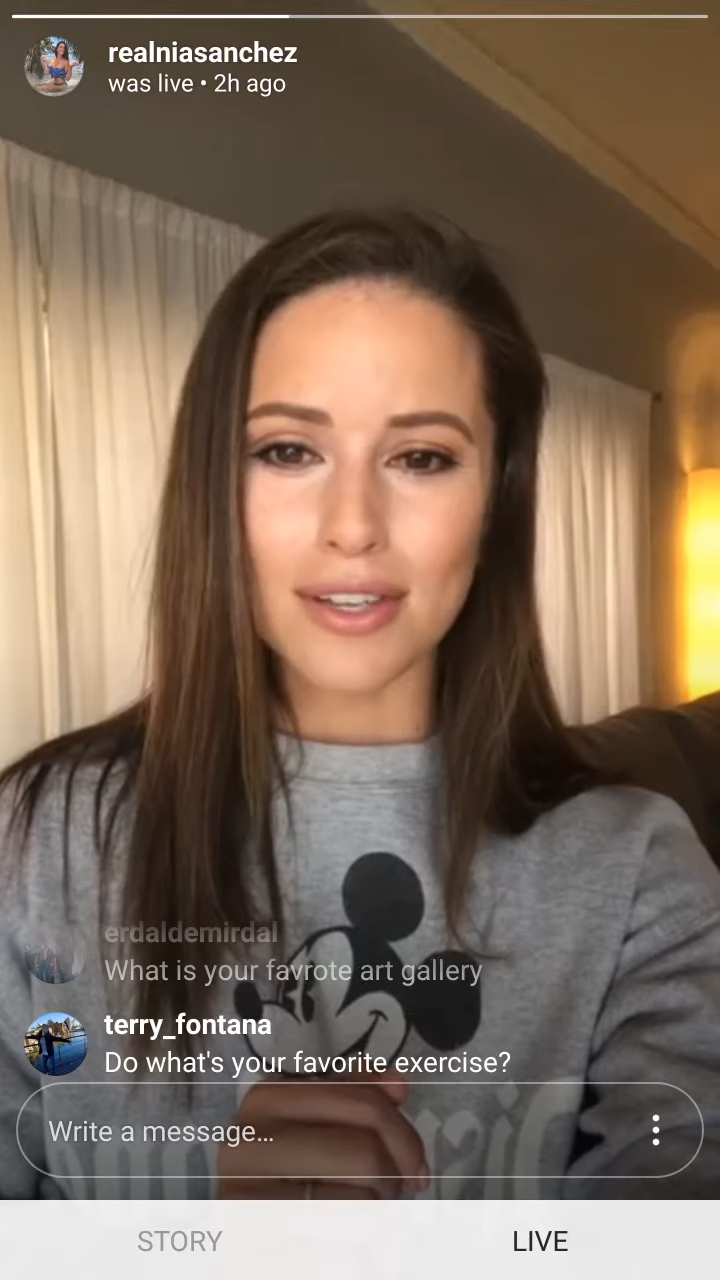 realniasanchez
was live • 2h ago
erdaldemirdal
What is your favrote art gallery
terry_fontana
Do what's your favorite exercise?
Write a message...
STORY
LIVE